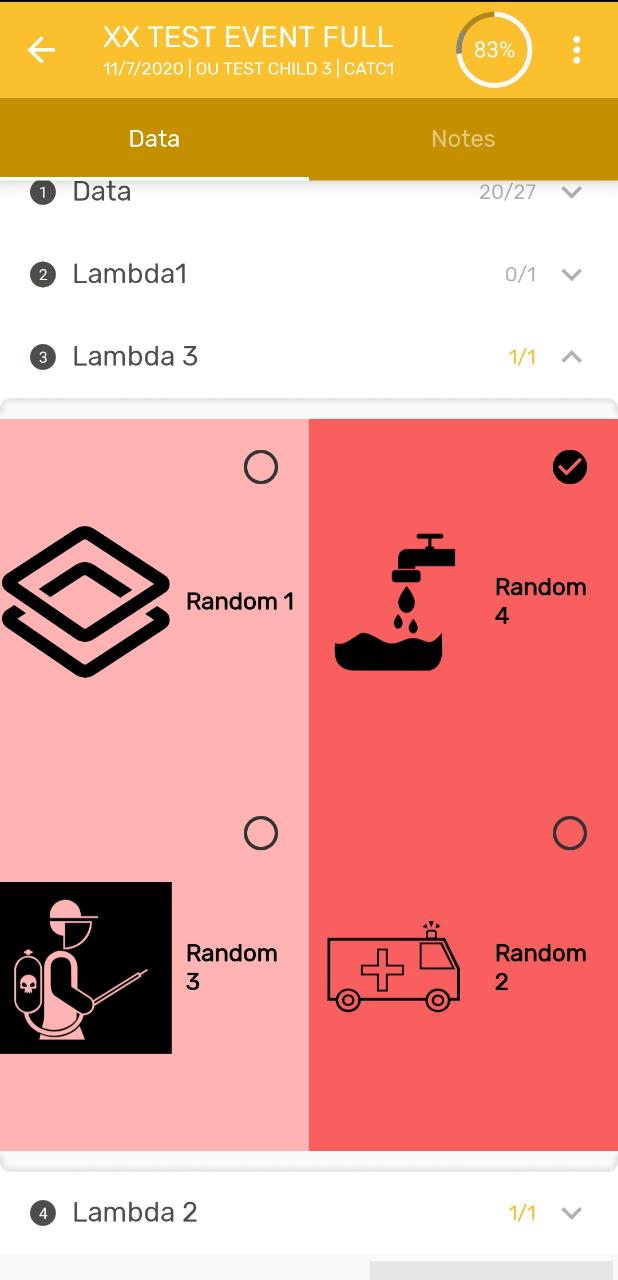 XX TEST EVENT FULL
11/7/2020 | OU TEST CHILD 3 | CATC1
83%
Data
Notes
1 Data 20/27
2 Lambda1 0/1
3 Lambda 3 1/1
Random 1
Random
4
Random
3
Random
2
4 Lambda 2 1/1